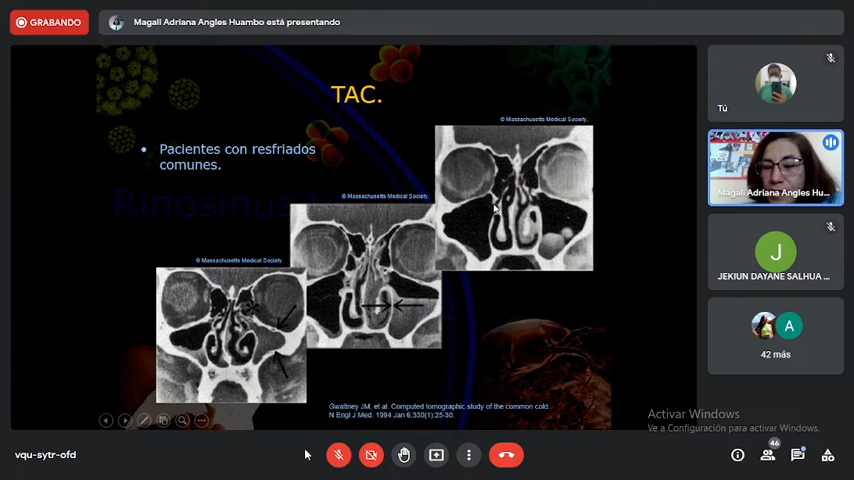 GRABANDO
Magali Adriana Angles Huambo está presentando
TAC.
© Massachusetts Medical Society.
Pacientes con resfriados
comunes.
© Massachusetts Medical Society.
© Massachusetts Medical Society.
Gwaltney JM, et al. Computed tomographic study of the common cold.
N Engl J Med. 1994 Jan 6;330(1):25-30.
Tú
Magali Adriana Angles Hu...
J
JEKIUN DAYANE SALHUA ...
A
42 más
Activar Windows
Ve a Configuración para activar Windows.
vqu-sytr-ofd
46